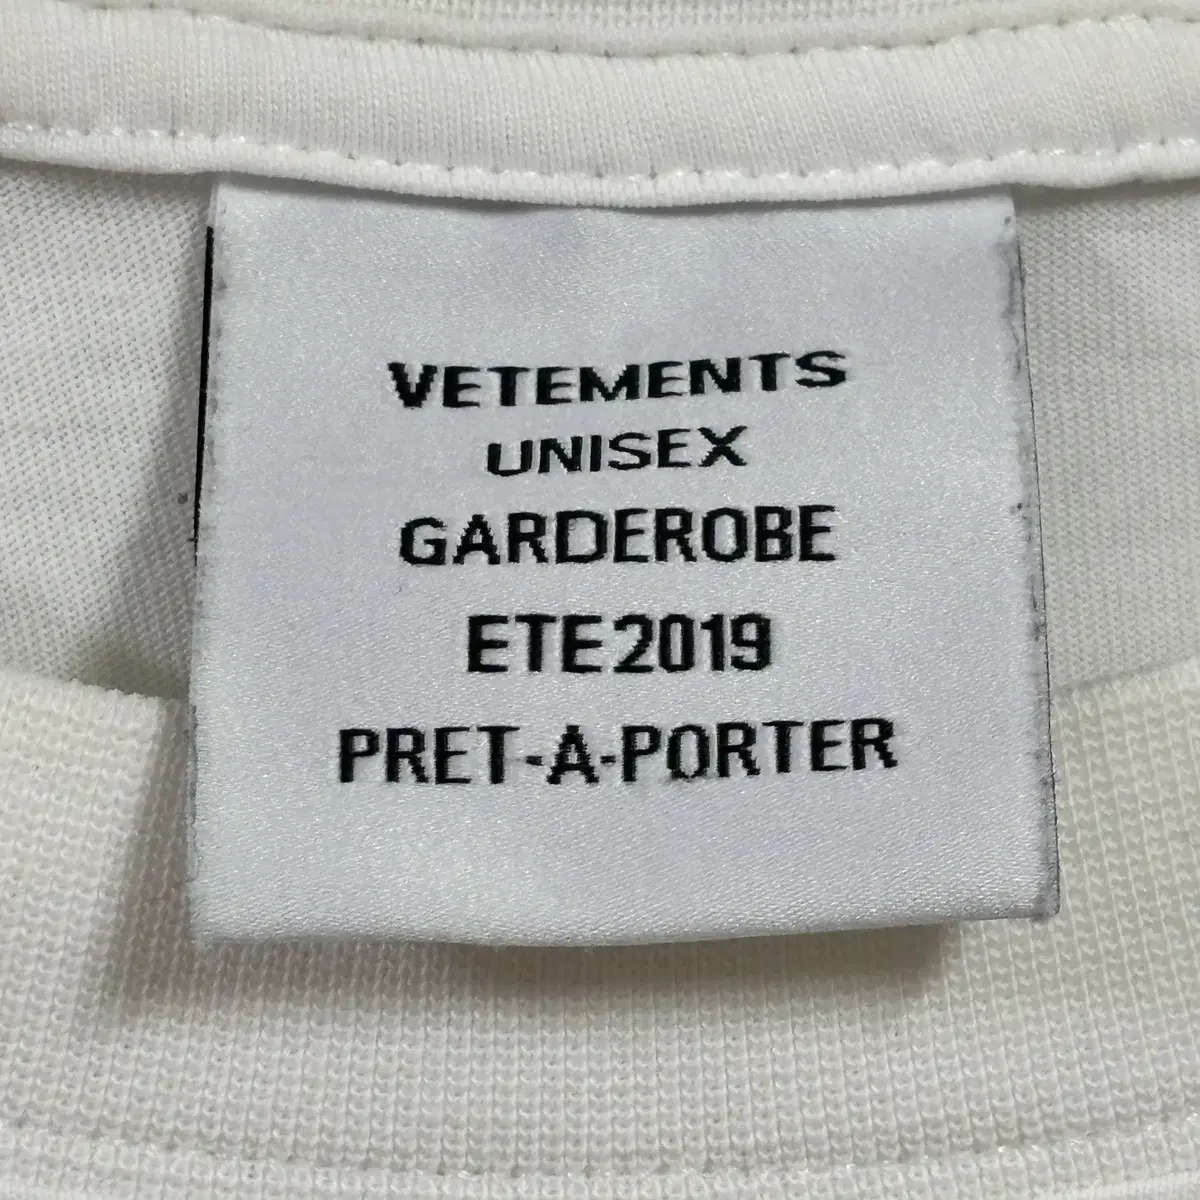 VETEMENTS
UNISEX
GARDEROBE
ETE2019
PRET-A-PORTER